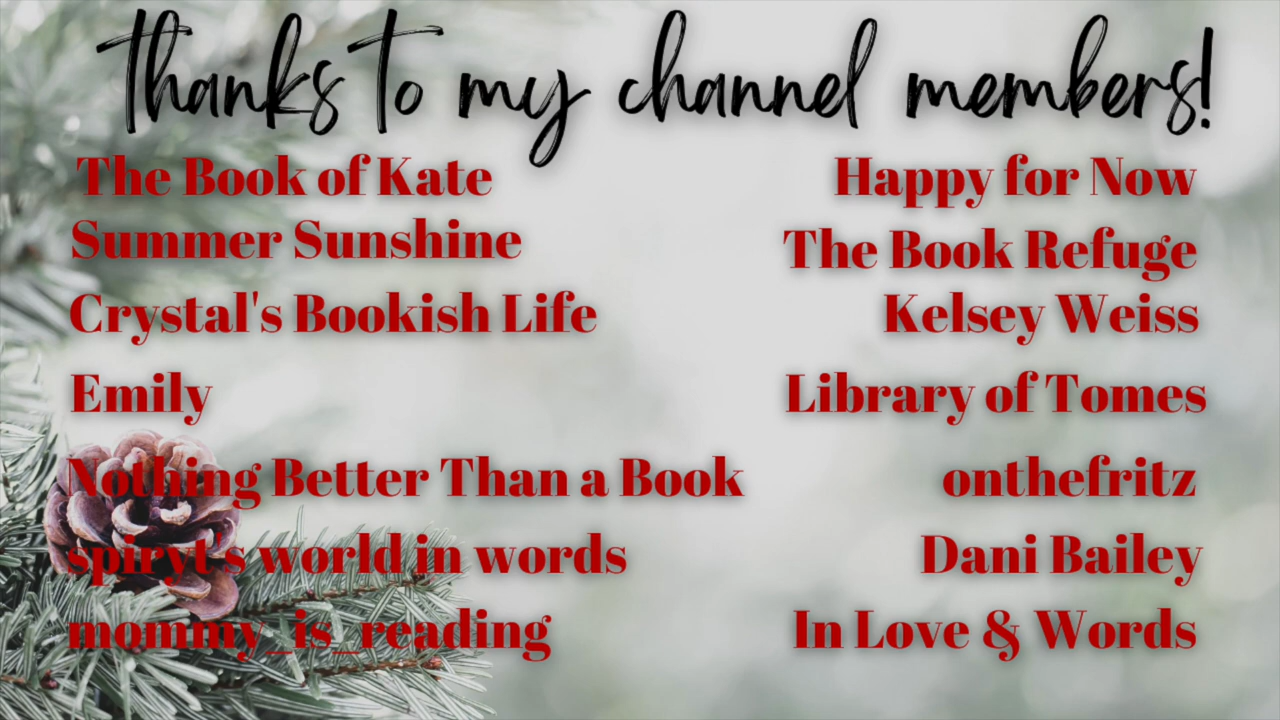 thanks to my channel members!
The Book of Kate
Summer Sunshine
Crystal's Bookish Life
Emily
Nothing Better Than a Book
spiryt's world in words
mommy_is_reading
Happy for Now
The Book Refuge
Kelsey Weiss
Library of Tomes
onthefritz
Dani Bailey
In Love & Words